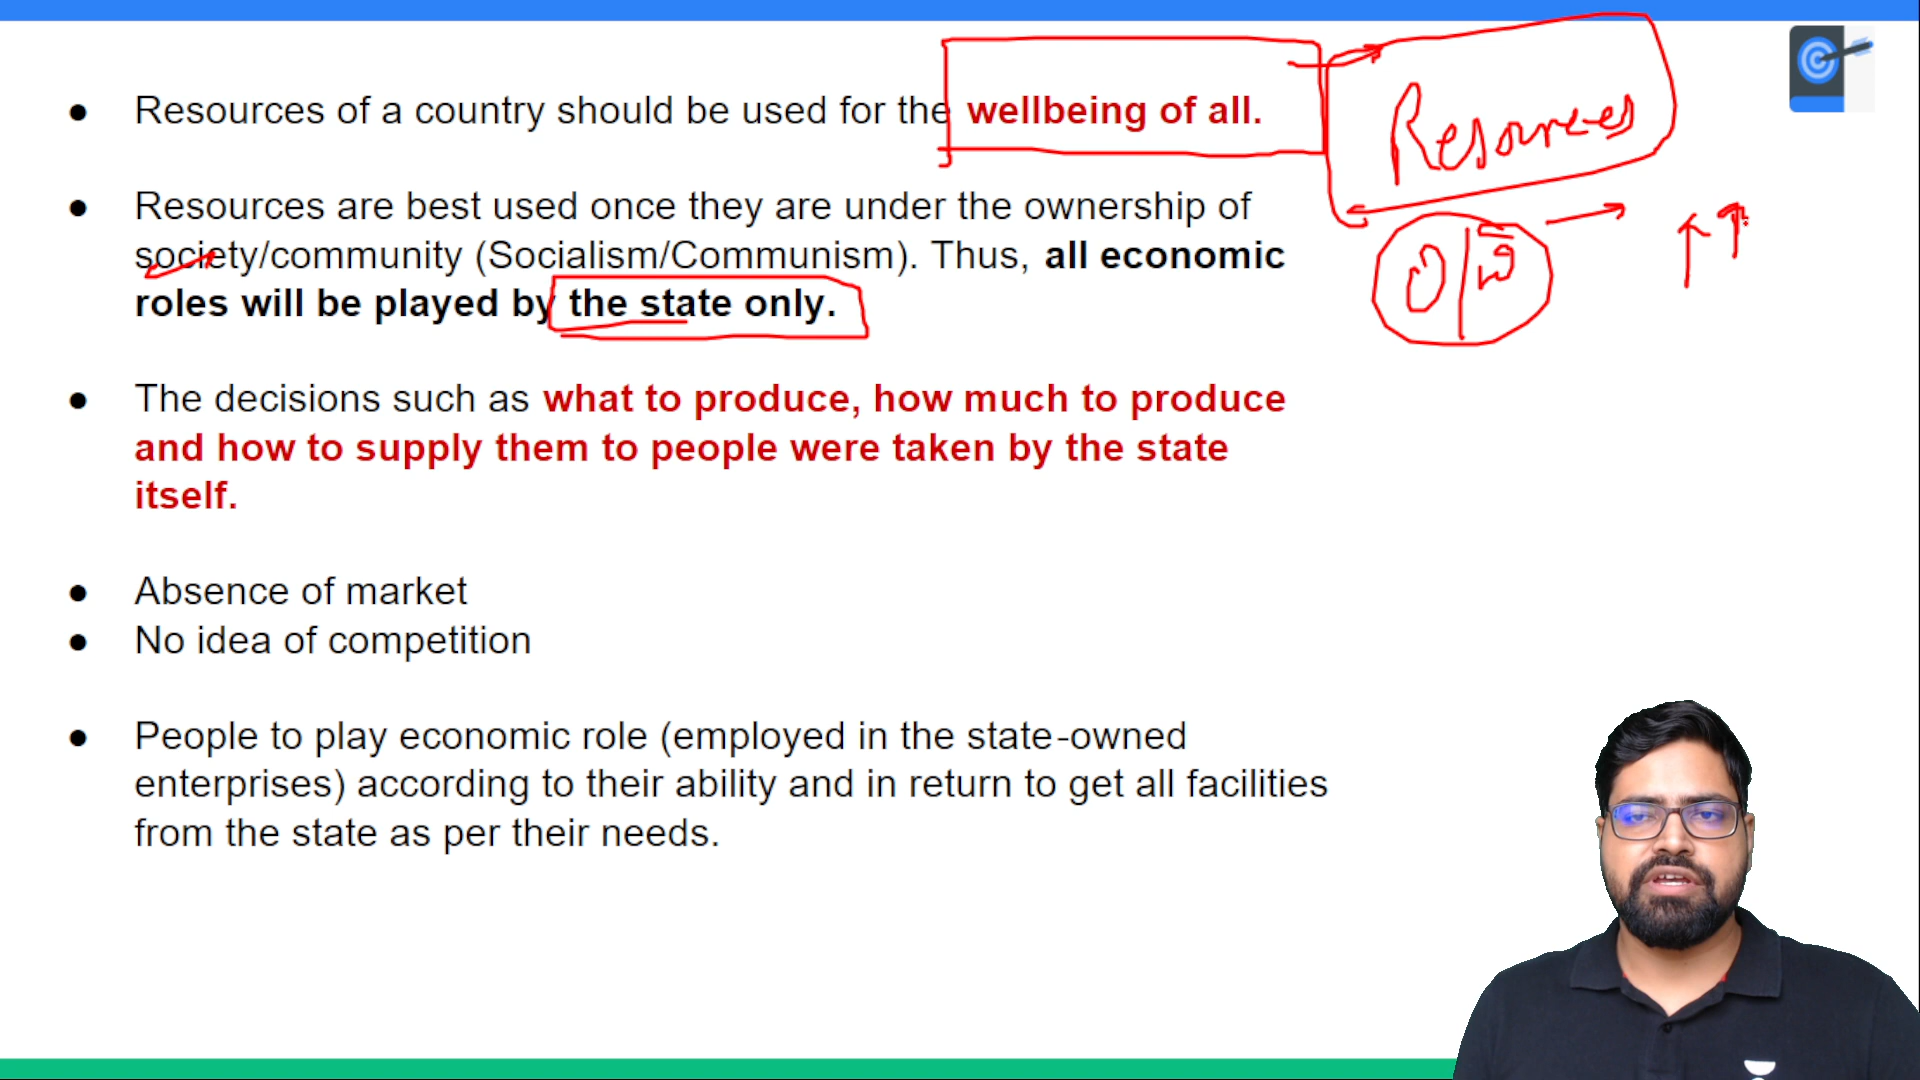 ● Resources of a country should be used for the wellbeing of all.
Resources
● Resources are best used once they are under the ownership of
society/community (Socialism/Communism). Thus, all economic
roles will be played by the state only.
● The decisions such as what to produce, how much to produce
and how to supply them to people were taken by the state
itself.
● Absence of market
● No idea of competition
● People to play economic role (employed in the state-owned
enterprises) according to their ability and in return to get all facilities
from the state as per their needs.